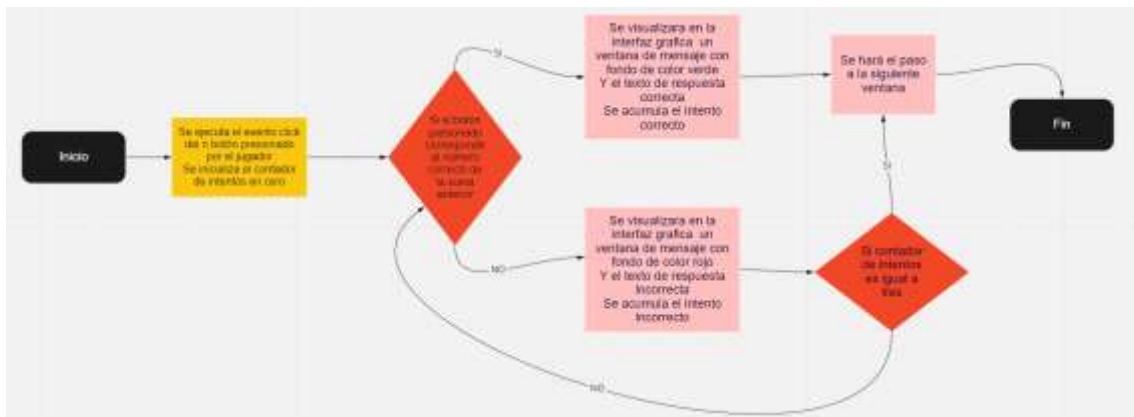 Inicio
Se ejecuta el evento click
del n botón presionado
por el jugador
Se inicializa el contador
de intentos en cero
Si el botón
presionado
corresponde
al número
correcto de
la suma
anterior
SI
Se visualizara en la
interfaz grafica un
ventana de mensaje con
fondo de color verde
Y el texto de respuesta
correcta
Se acumula el intento
correcto
NO
Se visualizara en la
interfaz grafica un
ventana de mensaje con
fondo de color rojo
Y el texto de respuesta
Incorrecta
Se acumula el intento
Incorrecto
Si contador
de intentos
es igual a
tres
SI
NO
Se hará el paso
a la siguiente
ventana
Fin